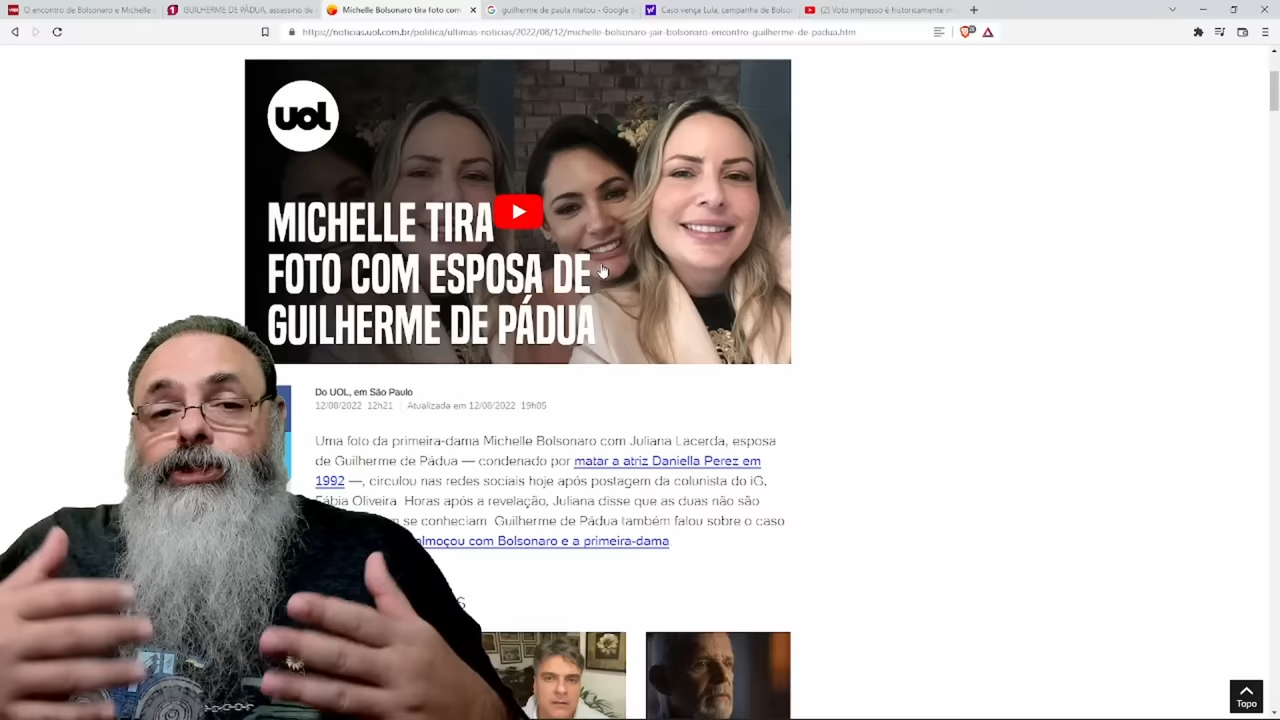 O encontro de Bolsonaro e Michelle
GUILHERME DE PÁDUA, assassino de
Michelle Bolsonaro tira foto com
guilherme de paula matou - Google
Caso vença Lula, campanha de Bolson
(2) Voto impresso é historicamente
https://noticias.uol.com.br/politica/ultimas-noticias/2022/08/12/michelle-bolsonaro-jair-bolsonaro-encontro-guilherme-de-padua.htm
uol
MICHELLE TIRA
FOTO COM ESPOSA DE
GUILHERME DE PÁDUA
Do UOL, em São Paulo
12/08/2022 12h21 Atualizada em 12/08/2022 19h05
Uma foto da primeira-dama Michelle Bolsonaro com Juliana Lacerda, esposa
de Guilherme de Pádua — condenado por matar a atriz Daniella Perez em
1992 —, circulou nas redes sociais hoje após postagem da colunista do iG,
Fábia Oliveira. Horas após a revelação, Juliana disse que as duas não são
se conheciam. Guilherme de Pádua também falou sobre o caso
almoçou com Bolsonaro e a primeira-dama
6
Topo